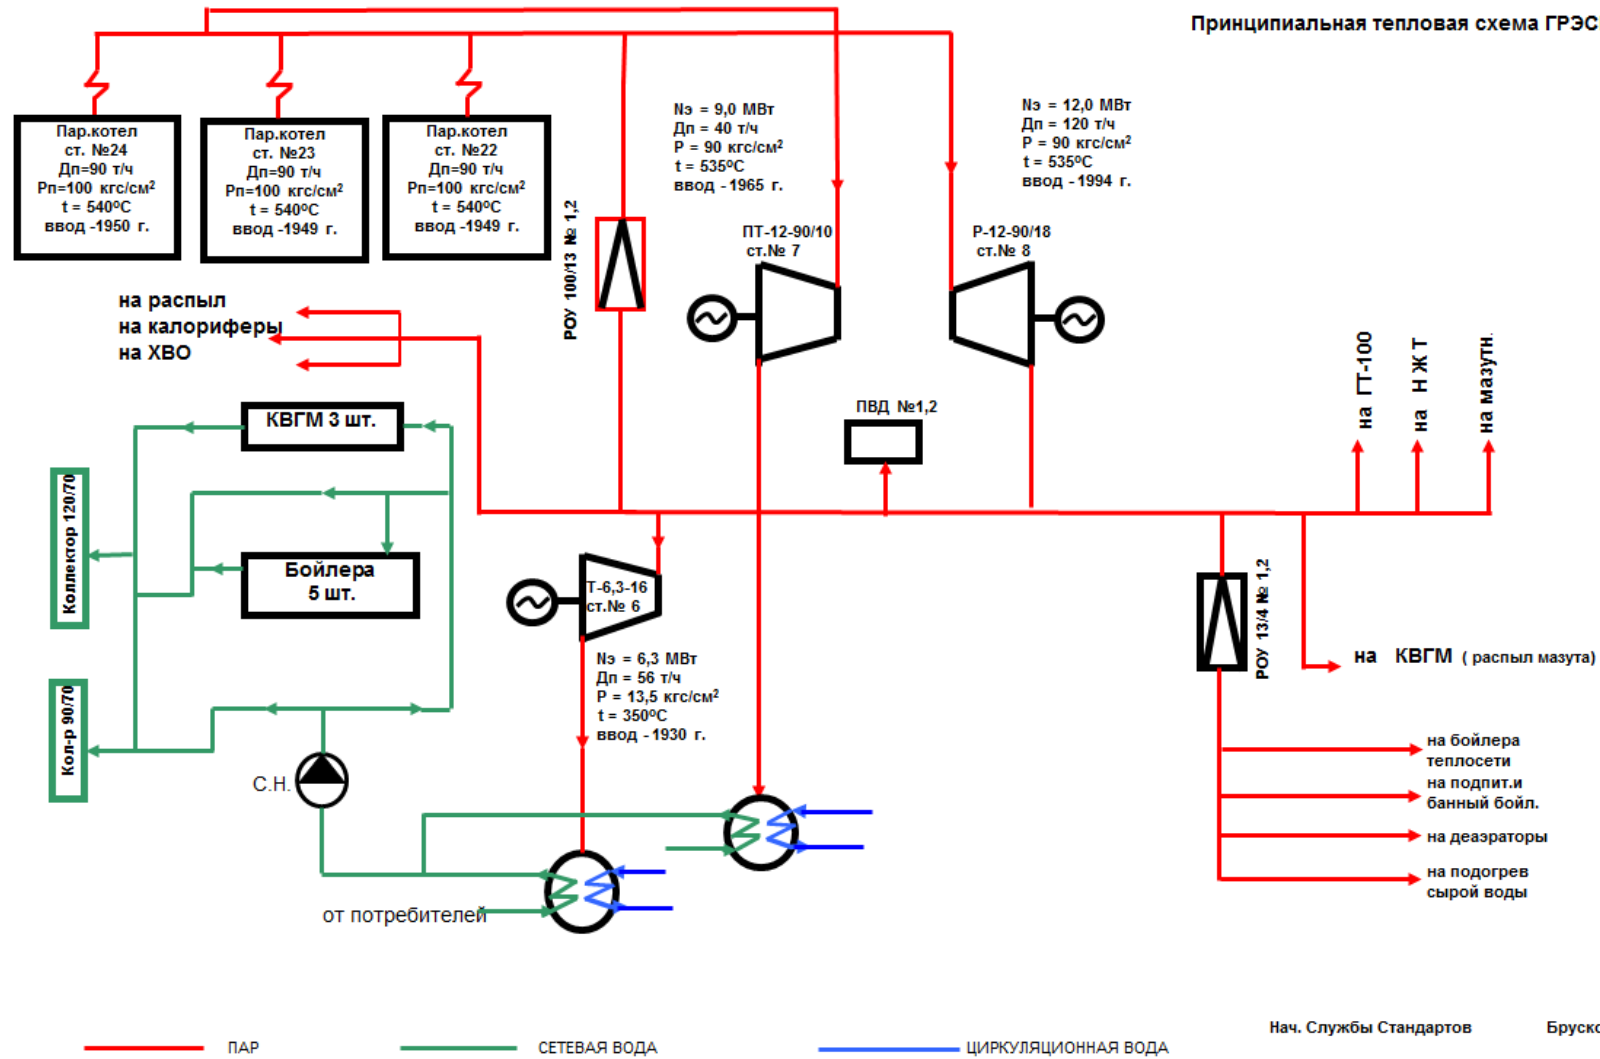 Принципиальная тепловая схема ГРЭС
Пар.котел
ст. №24
Дп=90 т/ч
Рп=100 кгс/см²
t = 540ºС
ввод -1950 г.
Пар.котел
ст. №23
Дп=90 т/ч
Рп=100 кгс/см²
t = 540ºС
ввод -1949 г.
Пар.котел
ст. №22
Дп=90 т/ч
Рп=100 кгс/см²
t = 540ºС
ввод -1949 г.
РОУ 100/13 № 1,2
Nэ = 9,0 МВт
Дп = 40 т/ч
Р = 90 кгс/см²
t = 535ºС
ввод -1965 г.
Nэ = 12,0 МВт
Дп = 120 т/ч
Р = 90 кгс/см²
t = 535ºС
ввод -1994 г.
ПТ-12-90/10
ст.№ 7
Р-12-90/18
ст.№ 8
на распыл
на калориферы
на ХВО
КВГМ 3 шт.
ПВД №1,2
на ГТ-100
на Н Ж Т
на мазутн.
Коллектор 120/70
Бойлера
5 шт.
Т-6,3-16
ст.№ 6
РОУ 13/4 № 1,2
Nэ = 6,3 МВт
Дп = 56 т/ч
Р = 13,5 кгс/см²
t = 350ºС
ввод -1930 г.
на КВГМ ( распыл мазута)
Кол-р 90/70
С.Н.
на бойлера
теплосети
на подпит.и
банный бойл.
на деаэраторы
на подогрев
сырой воды
от потребителей
Нач. Службы Стандартов
Бруско
ПАР
СЕТЕВАЯ ВОДА
ЦИРКУЛЯЦИОННАЯ ВОДА